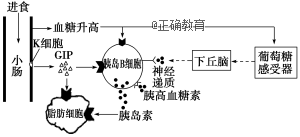 进食
血糖升高
@正确教育
K细胞
GIP
小肠
胰岛B细胞
神经递质
下丘脑
葡萄糖感受器
胰高血糖素
脂肪细胞
胰岛素